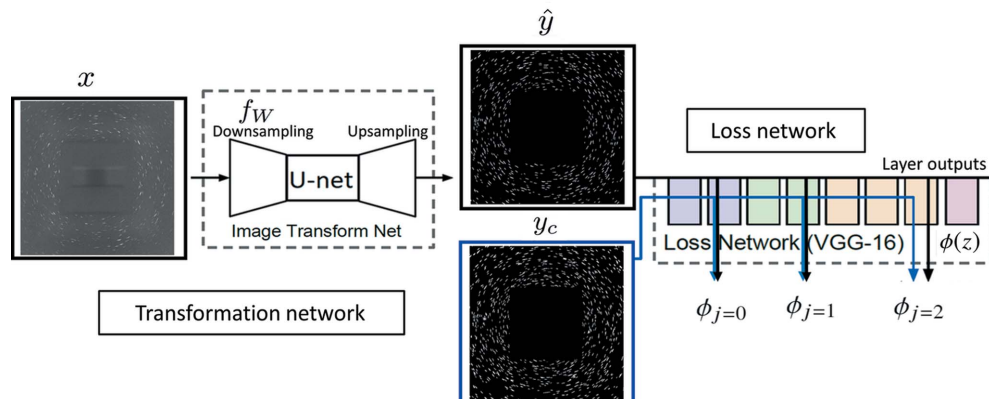 x
f_W
Downsampling
Upsampling
U-net
Image Transform Net
Transformation network
ŷ
y_c
Loss network
Layer outputs
Loss Network (VGG-16)
ϕ(z)
ϕ_{j=0}
ϕ_{j=1}
ϕ_{j=2}